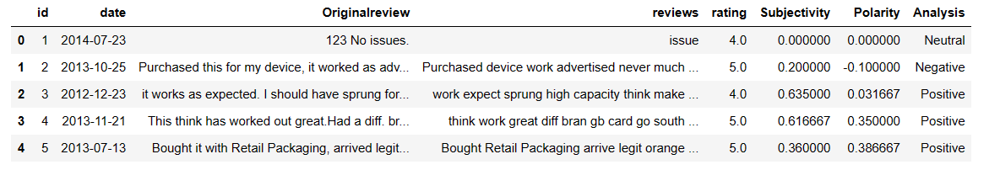 id date Originalreview reviews rating Subjectivity Polarity Analysis
0 1 2014-07-23 123 No issues. issue 4.0 0.000000 0.000000 Neutral
1 2 2013-10-25 Purchased this for my device, it worked as adv... Purchased device work advertised never much ... 5.0 0.200000 -0.100000 Negative
2 3 2012-12-23 it works as expected. I should have sprung for... work expect sprung high capacity think make ... 4.0 0.635000 0.031667 Positive
3 4 2013-11-21 This think has worked out great.Had a diff. br... think work great diff bran gb card go south ... 5.0 0.616667 0.350000 Positive
4 5 2013-07-13 Bought it with Retail Packaging, arrived legit... Bought Retail Packaging arrive legit orange ... 5.0 0.360000 0.386667 Positive